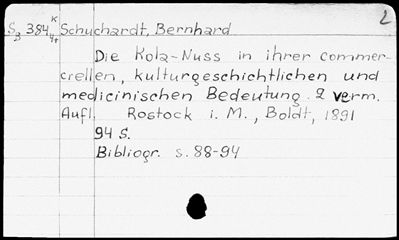 S 384 K Schuchardt, Bernhard 2
Die Kola-Nuss in ihrer commer-
crellen, kulturgeschichtlichen und
medicinischen Bedeutung. 2 verm.
Aufl. Rostock i. M., Boldt, 1891
94 S.
Bibliogr. s. 88-94